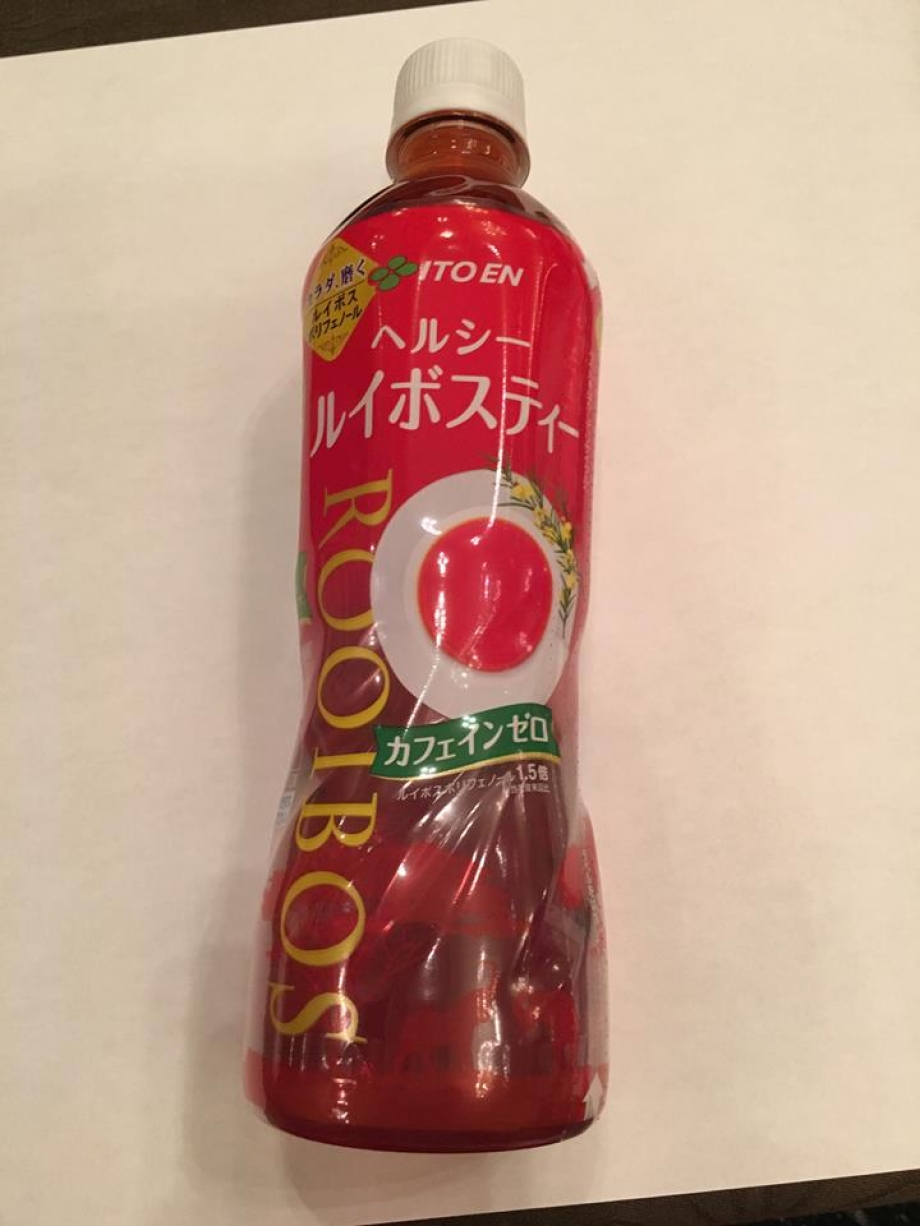 カラダ、磨く
ルイボス
ポリフェノール
ITO EN
ヘルシー
ルイボスティー
ROOIBOS
カフェインゼロ
ルイボスポリフェノール1.5倍